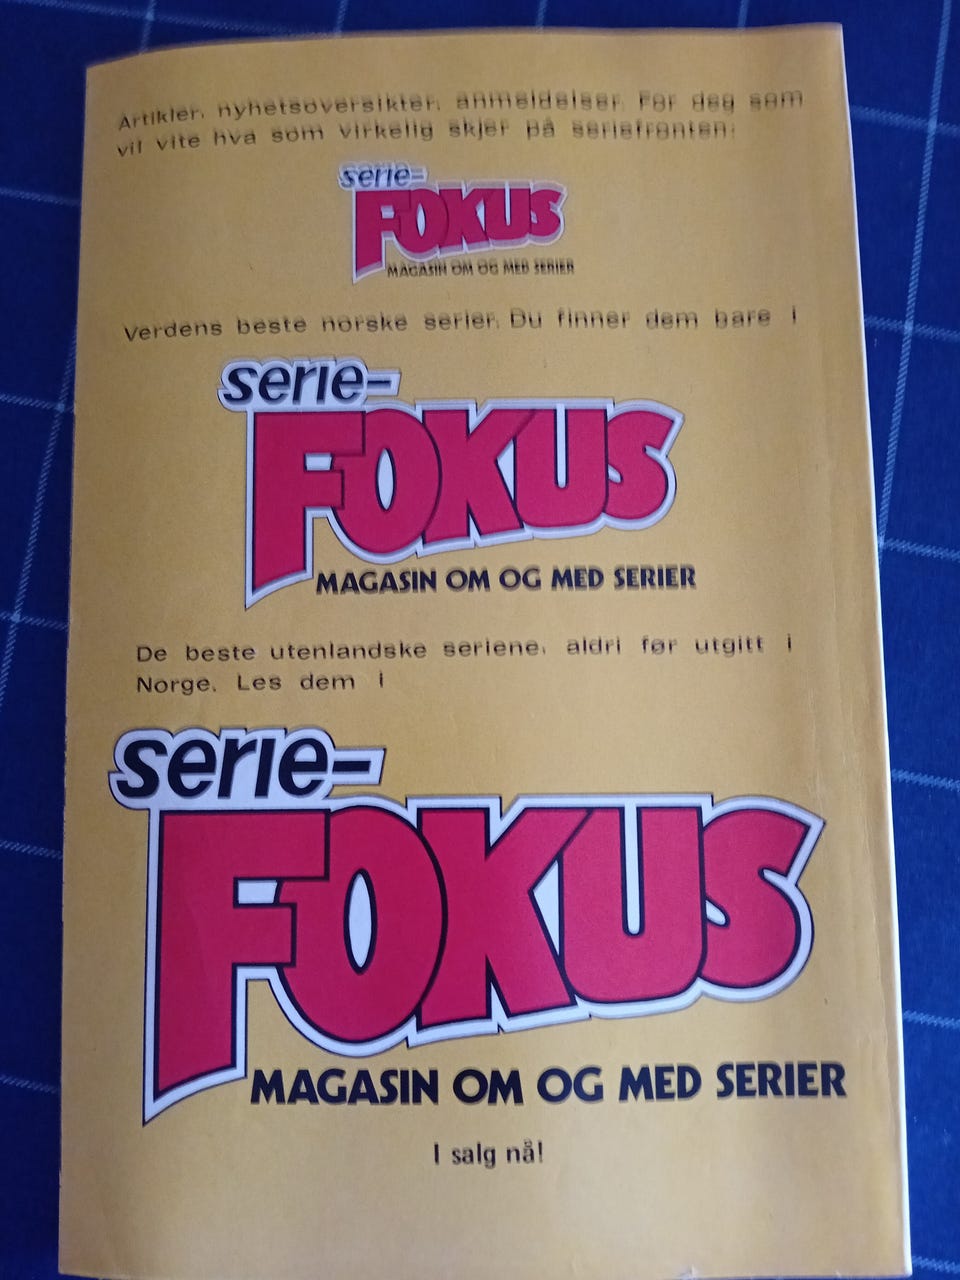 Artikler, nyhetsoversikter, anmeldelser. For deg som
vil vite hva som virkelig skjer på seriefronten:
serie-
FOKUS
MAGASIN OM OG MED SERIER
Verdens beste norske serier. Du finner dem bare i
serie-
FOKUS
MAGASIN OM OG MED SERIER
De beste utenlandske seriene, aldri før utgitt i
Norge. Les dem i
serie-
FOKUS
MAGASIN OM OG MED SERIER
I salg nå!